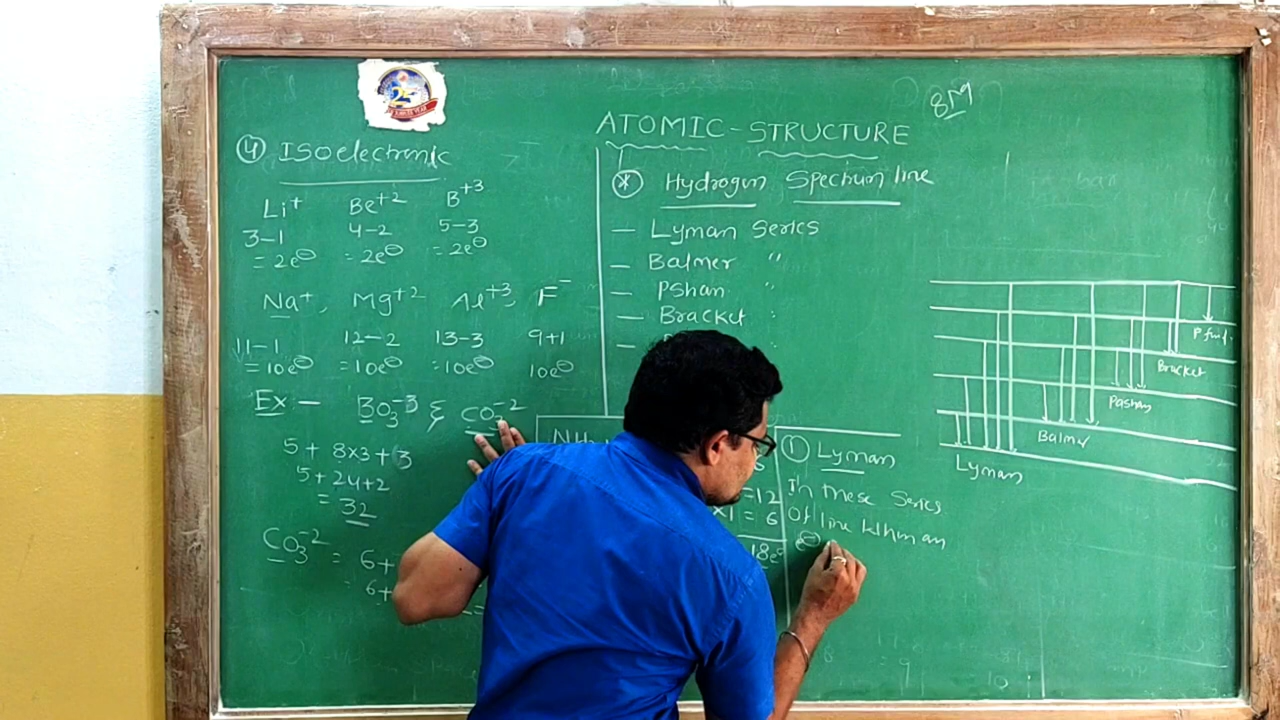 8M
ATOMIC-STRUCTURE
④ ISOelectronic
Li⁺ Be⁺² B⁺³
3-1 4-2 5-3
=2e⊖ =2e⊖ =2e⊖
Na⁺, Mg⁺² Al⁺³, F⁻
11-1 12-2 13-3 9+1
=10e⊖ =10e⊖ =10e⊖ 10e⊖
Ex - BO₃⁻³ & CO₃⁻²
5+ 8x3+3
5+24+2
= 32
CO₃⁻² = 6+
6+
* Hydrogen Spectrum line
- Lyman Series
- Balmer "
- Pshan "
- Bracket "
=12
x1 = 6
18e⊖
① Lyman
In these Series
Of line when an
e⊖
Pfund.
Bracket
Pashan
Balmer
Lyman